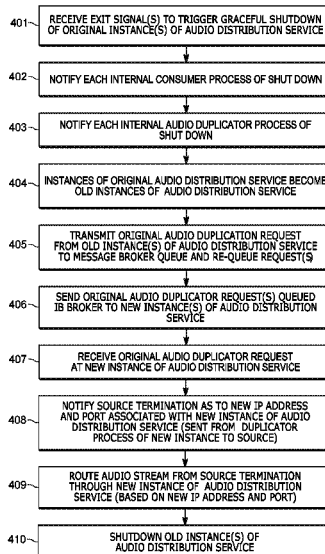 401
RECEIVE EXIT SIGNAL(S) TO TRIGGER GRACEFUL SHUTDOWN
OF ORIGINAL INSTANCE(S) OF AUDIO DISTRIBUTION SERVICE
402
NOTIFY EACH INTERNAL CONSUMER PROCESS OF SHUT DOWN
403
NOTIFY EACH INTERNAL AUDIO DUPLICATOR PROCESS OF
SHUT DOWN
404
INSTANCES OF ORIGINAL AUDIO DISTRIBUTION SERVICE BECOME
OLD INSTANCES OF AUDIO DISTRIBUTION SERVICE
405
TRANSMIT ORIGINAL AUDIO DUPLICATION REQUEST
FROM OLD INSTANCE(S) OF AUDIO DISTRIBUTION SERVICE
TO MESSAGE BROKER QUEUE AND RE-QUEUE REQUEST(S)
406
SEND ORIGINAL AUDIO DUPLICATOR REQUEST(S) QUEUED
IB BROKER TO NEW INSTANCE(S) OF AUDIO DISTRIBUTION
SERVICE
407
RECEIVE ORIGINAL AUDIO DUPLICATOR REQUEST
AT NEW INSTANCE OF AUDIO DISTRIBUTION SERVICE
408
NOTIFY SOURCE TERMINATION AS TO NEW IP ADDRESS
AND PORT ASSOCIATED WITH NEW INSTANCE OF AUDIO
DISTRIBUTION SERVICE (SENT FROM DUPLICATOR
PROCESS OF NEW INSTANCE TO SOURCE)
409
ROUTE AUDIO STREAM FROM SOURCE TERMINATION
THROUGH NEW INSTANCE OF AUDIO DISTRIBUTION
SERVICE (BASED ON NEW IP ADDRESS AND PORT)
410
SHUTDOWN OLD INSTANCE(S) OF
AUDIO DISTRIBUTION SERVICE